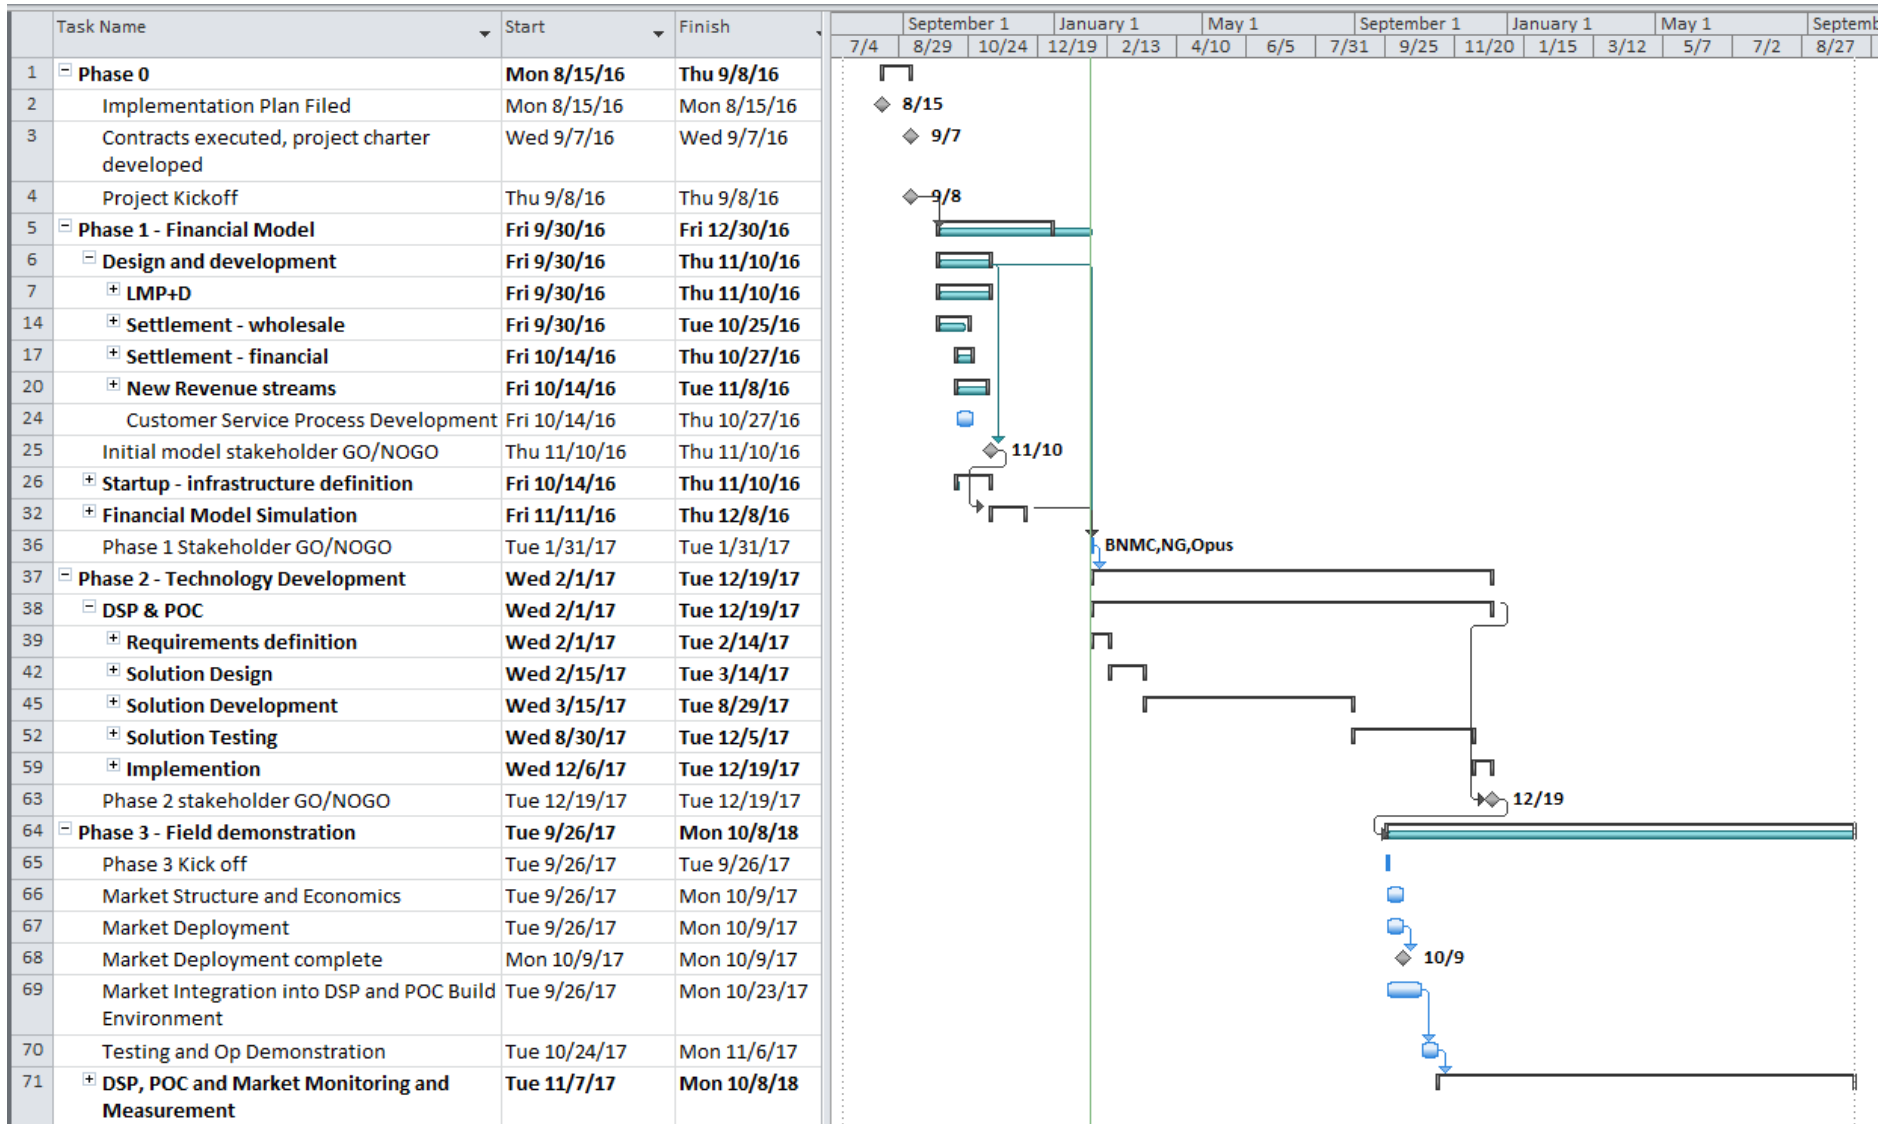 Task Name Start Finish September 1 January 1 May 1 September 1 January 1 May 1 Septemb
7/4 8/29 10/24 12/19 2/13 4/10 6/5 7/31 9/25 11/20 1/15 3/12 5/7 7/2 8/27
1 Phase 0 Mon 8/15/16 Thu 9/8/16
2 Implementation Plan Filed Mon 8/15/16 Mon 8/15/16 8/15
3 Contracts executed, project charter Wed 9/7/16 Wed 9/7/16 9/7
developed
4 Project Kickoff Thu 9/8/16 Thu 9/8/16 9/8
5 Phase 1 - Financial Model Fri 9/30/16 Fri 12/30/16
6 Design and development Fri 9/30/16 Thu 11/10/16
7 LMP+D Fri 9/30/16 Thu 11/10/16
14 Settlement - wholesale Fri 9/30/16 Tue 10/25/16
17 Settlement - financial Fri 10/14/16 Thu 10/27/16
20 New Revenue streams Fri 10/14/16 Tue 11/8/16
24 Customer Service Process Development Fri 10/14/16 Thu 10/27/16
25 Initial model stakeholder GO/NOGO Thu 11/10/16 Thu 11/10/16 11/10
26 Startup - infrastructure definition Fri 10/14/16 Thu 11/10/16
32 Financial Model Simulation Fri 11/11/16 Thu 12/8/16
36 Phase 1 Stakeholder GO/NOGO Tue 1/31/17 Tue 1/31/17 BNMC,NG,Opus
37 Phase 2 - Technology Development Wed 2/1/17 Tue 12/19/17
38 DSP & POC Wed 2/1/17 Tue 12/19/17
39 Requirements definition Wed 2/1/17 Tue 2/14/17
42 Solution Design Wed 2/15/17 Tue 3/14/17
45 Solution Development Wed 3/15/17 Tue 8/29/17
52 Solution Testing Wed 8/30/17 Tue 12/5/17
59 Implemention Wed 12/6/17 Tue 12/19/17
63 Phase 2 stakeholder GO/NOGO Tue 12/19/17 Tue 12/19/17 12/19
64 Phase 3 - Field demonstration Tue 9/26/17 Mon 10/8/18
65 Phase 3 Kick off Tue 9/26/17 Tue 9/26/17
66 Market Structure and Economics Tue 9/26/17 Mon 10/9/17
67 Market Deployment Tue 9/26/17 Mon 10/9/17
68 Market Deployment complete Mon 10/9/17 Mon 10/9/17 10/9
69 Market Integration into DSP and POC Build Tue 9/26/17 Mon 10/23/17
Environment
70 Testing and Op Demonstration Tue 10/24/17 Mon 11/6/17
71 DSP, POC and Market Monitoring and Tue 11/7/17 Mon 10/8/18
Measurement